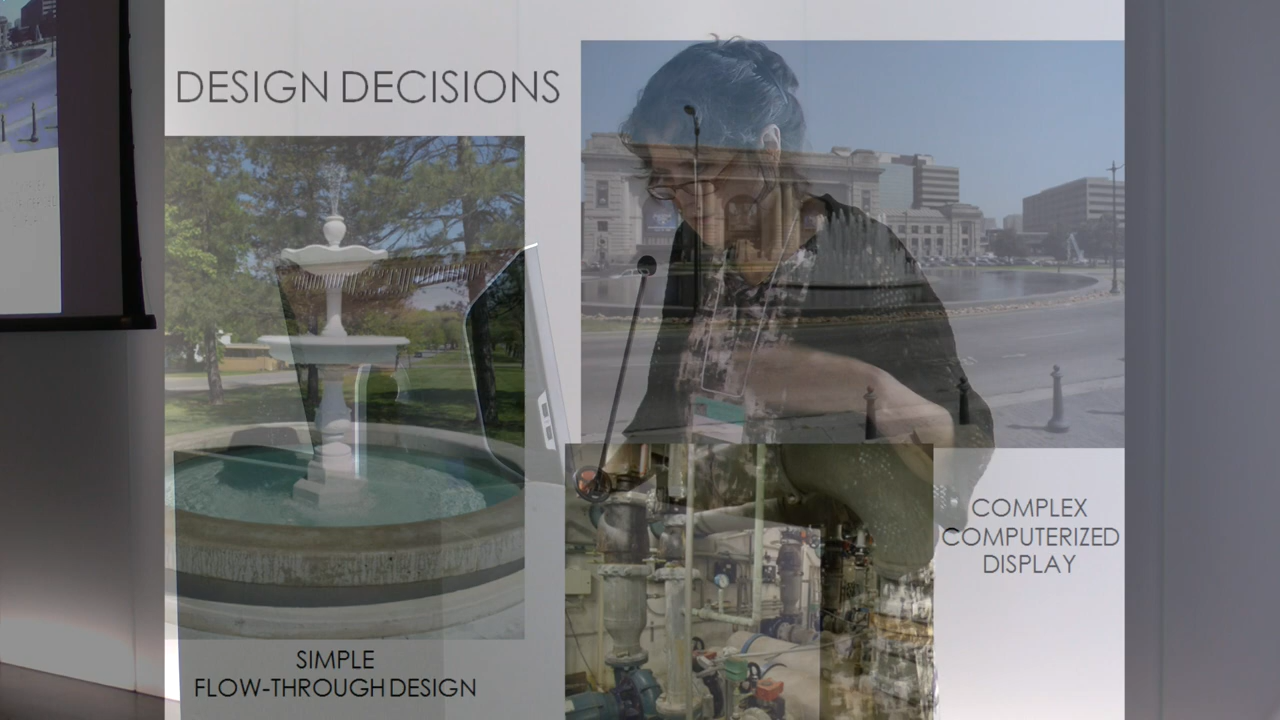 DESIGN DECISIONS
SIMPLE
FLOW-THROUGH DESIGN
COMPLEX
COMPUTERIZED
DISPLAY